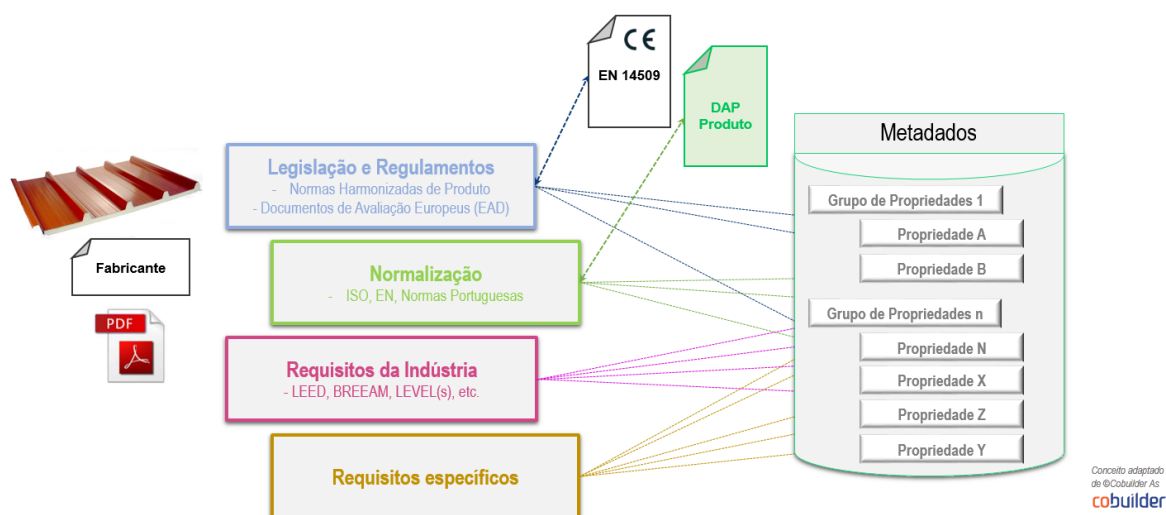 CE
EN 14509
DAP
Produto
Metadados
Legislação e Regulamentos
- Normas Harmonizadas de Produto
- Documentos de Avaliação Europeus (EAD)
Grupo de Propriedades 1
Propriedade A
Propriedade B
Fabricante
Normalização
- ISO, EN, Normas Portuguesas
Grupo de Propriedades n
PDF
Requisitos da Indústria
- LEED, BREEAM, LEVEL(s), etc.
Propriedade N
Propriedade X
Propriedade Z
Propriedade Y
Requisitos específicos
Conceito adaptado
de ©Cobuilder As
cobuilder